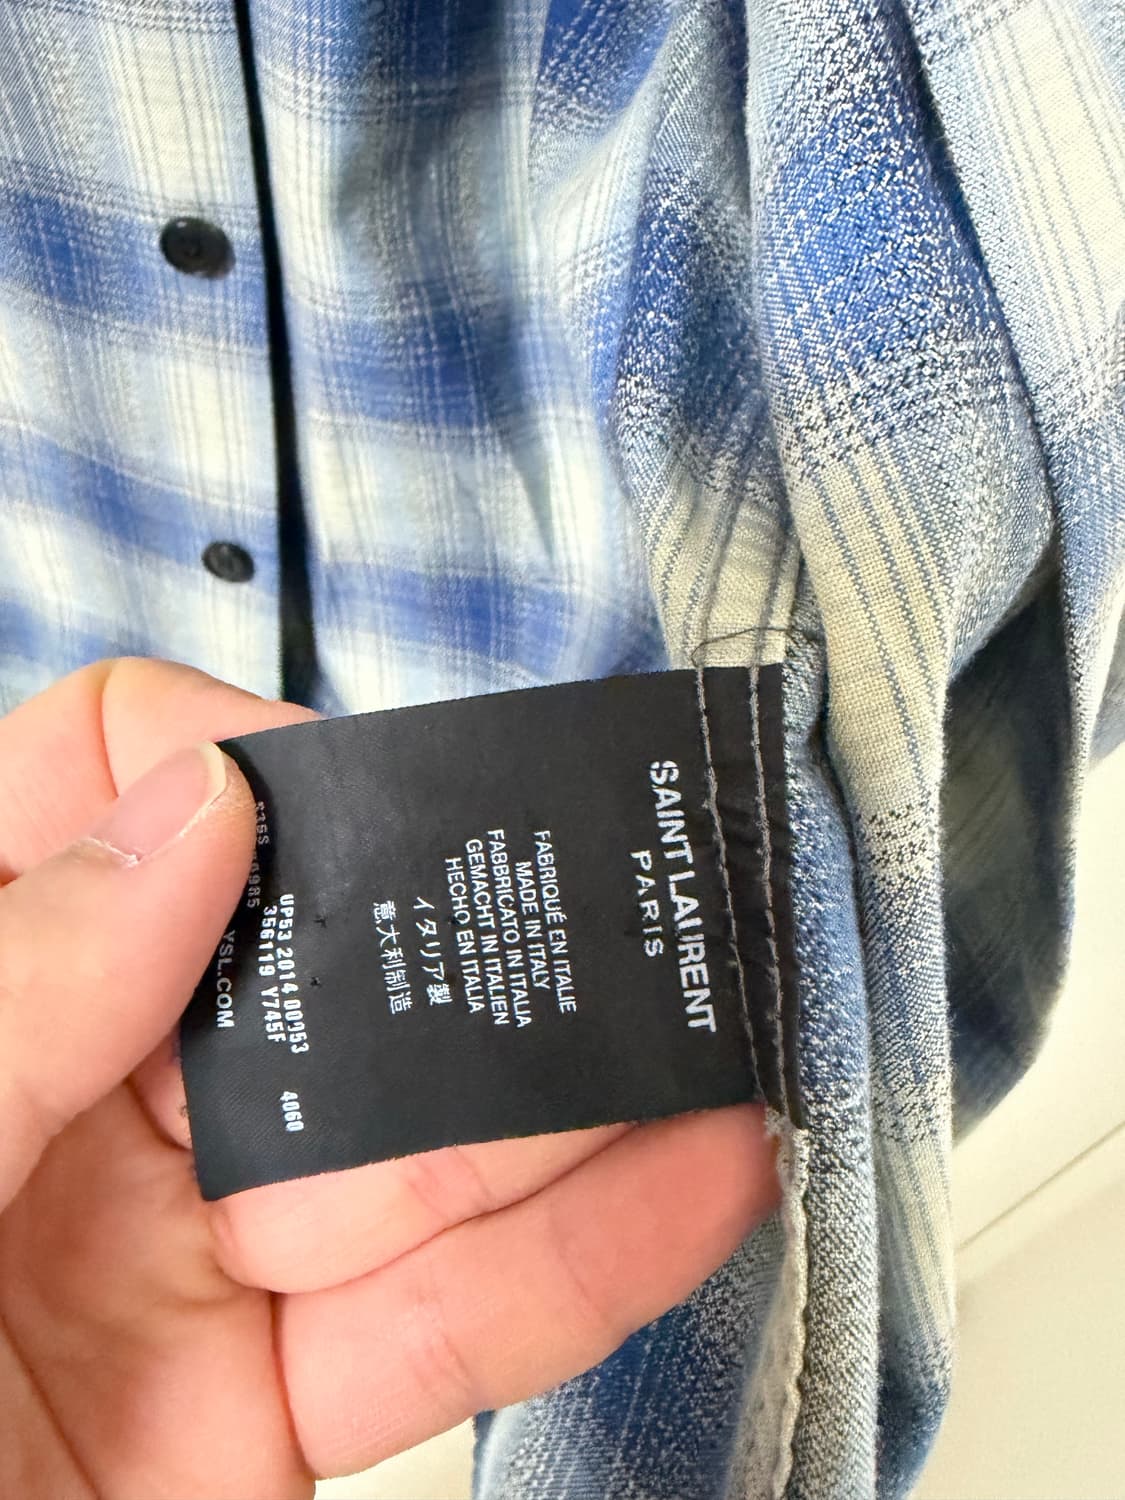 SAINT LAURENT
PARIS
FABRIQUÉ EN ITALIE
MADE IN ITALY
FABBRICATO IN ITALIA
GEMACHT IN ITALIEN
HECHO EN ITALIA
イタリア製
意大利制造
UP53 2014 00953
356119 Y745F 4060
YSL.COM